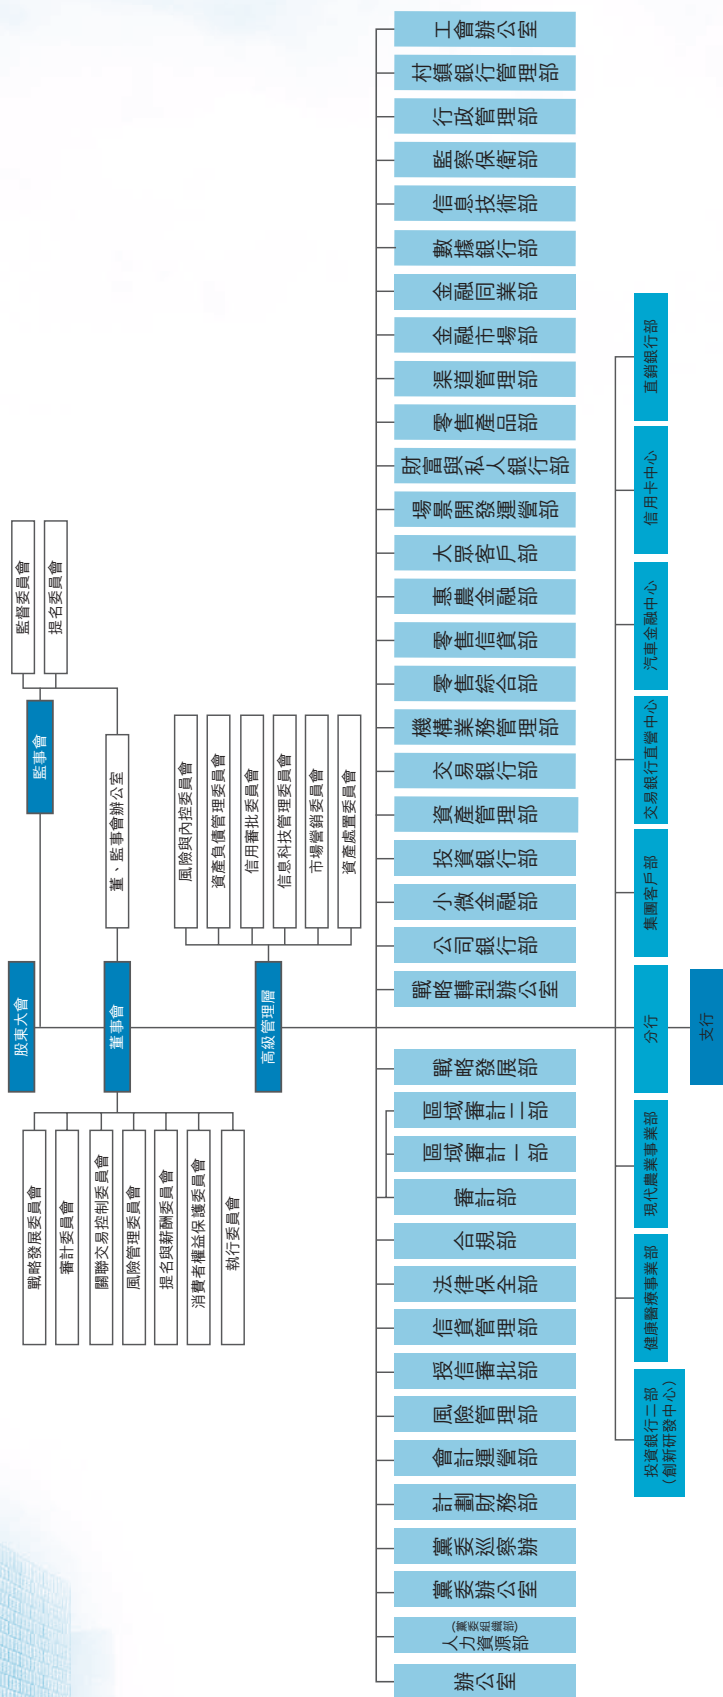 股東大會
監事會
監督委員會
提名委員會
董事會
董、監事會辦公室
戰略發展委員會
審計委員會
關聯交易控制委員會
風險管理委員會
提名與薪酬委員會
消費者權益保護委員會
執行委員會
高級管理層
風險與內控委員會
資產負債管理委員會
信用審批委員會
信息科技管理委員會
市場營銷委員會
資產處置委員會
辦公室
(黨委組織部)
人力資源部
黨委辦公室
黨委巡察辦
計劃財務部
會計運營部
風險管理部
授信審批部
信貸管理部
法律保全部
合規部
審計部
區域審計一部
區域審計二部
戰略發展部
戰略轉型辦公室
公司銀行部
小微金融部
投資銀行部
資產管理部
交易銀行部
機構業務管理部
零售綜合部
零售信貸部
惠農金融部
大眾客戶部
場景開發運營部
財富與私人銀行部
零售產品部
渠道管理部
金融市場部
金融同業部
數據銀行部
信息技術部
監察保衛部
行政管理部
村鎮銀行管理部
工會辦公室
投資銀行二部
(創新研發中心)
健康醫療事業部
現代農業事業部
分行
集團客戶部
交易銀行直營中心
汽車金融中心
信用卡中心
直銷銀行部
支行